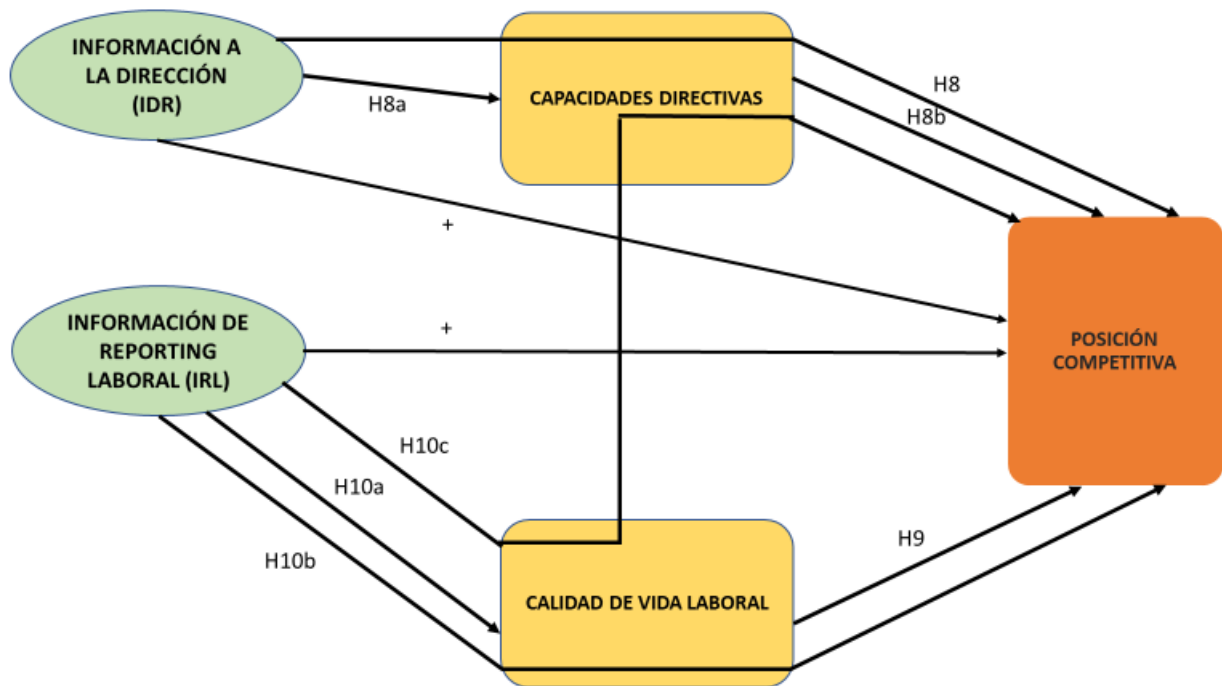 INFORMACIÓN A
LA DIRECCIÓN
(IDR)
H8a
CAPACIDADES DIRECTIVAS
H8
H8b
+
INFORMACIÓN DE
REPORTING
LABORAL (IRL)
+
POSICIÓN
COMPETITIVA
H10c
H10a
H10b
CALIDAD DE VIDA LABORAL
H9